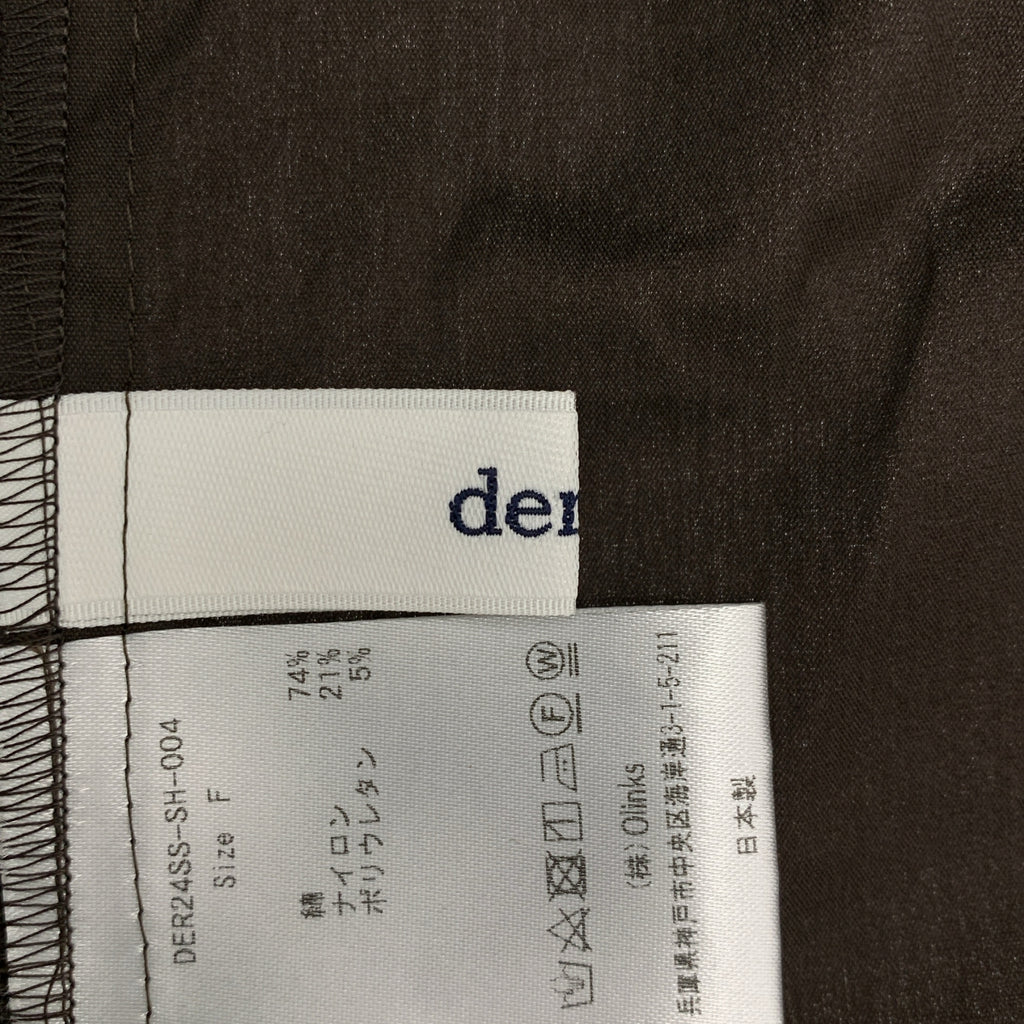 der
DER24SS-SH-004
Size F
綿 74%
ナイロン 21%
ポリウレタン 5%
(株)Olinks
兵庫県神戸市中央区海岸通3-1-5-211
日本製